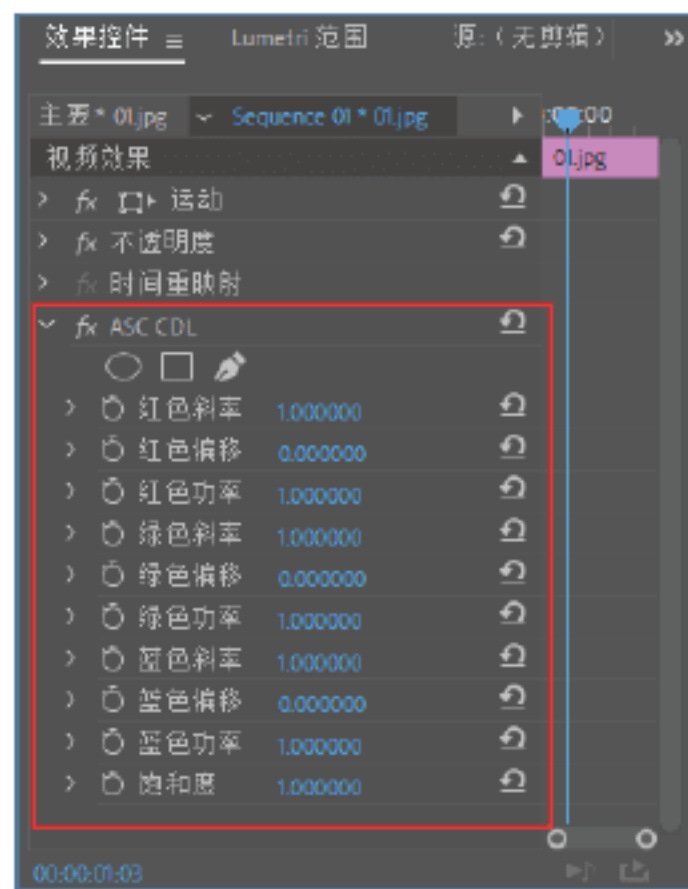 效果控件 Lumetri 范围 源:（无剪辑）
主要 * 01.jpg Sequence 01 * 01.jpg :00:00
视频效果 01.jpg
fx 运动
fx 不透明度
fx 时间重映射
fx ASC CDL
红色斜率 1.000000
红色偏移 0.000000
红色功率 1.000000
绿色斜率 1.000000
绿色偏移 0.000000
绿色功率 1.000000
蓝色斜率 1.000000
蓝色偏移 0.000000
蓝色功率 1.000000
饱和度 1.000000
00:00:01:03